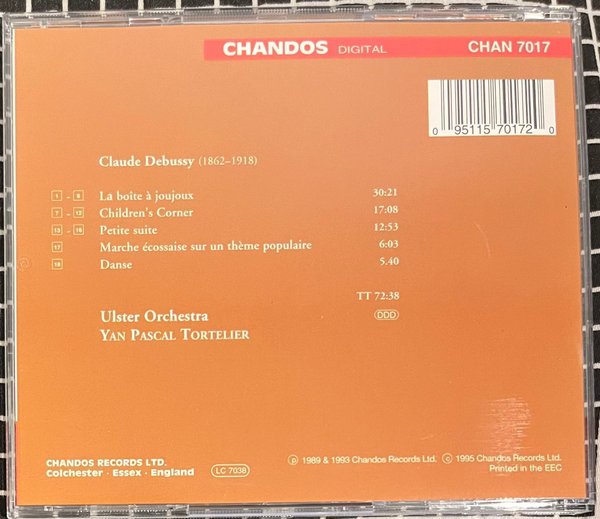 CHANDOS DIGITAL CHAN 7017
0 95115 70172 0
Claude Debussy (1862–1918)
1 - 6 La boîte à joujoux 30:21
7 - 12 Children's Corner 17:08
13 - 16 Petite suite 12:53
17 Marche écossaise sur un thème populaire 6:03
18 Danse 5.40
TT 72:38
Ulster Orchestra DDD
YAN PASCAL TORTELIER
CHANDOS RECORDS LTD.
Colchester · Essex · England LC 7038
℗ 1989 & 1993 Chandos Records Ltd. © 1995 Chandos Records Ltd.
Printed in the EEC